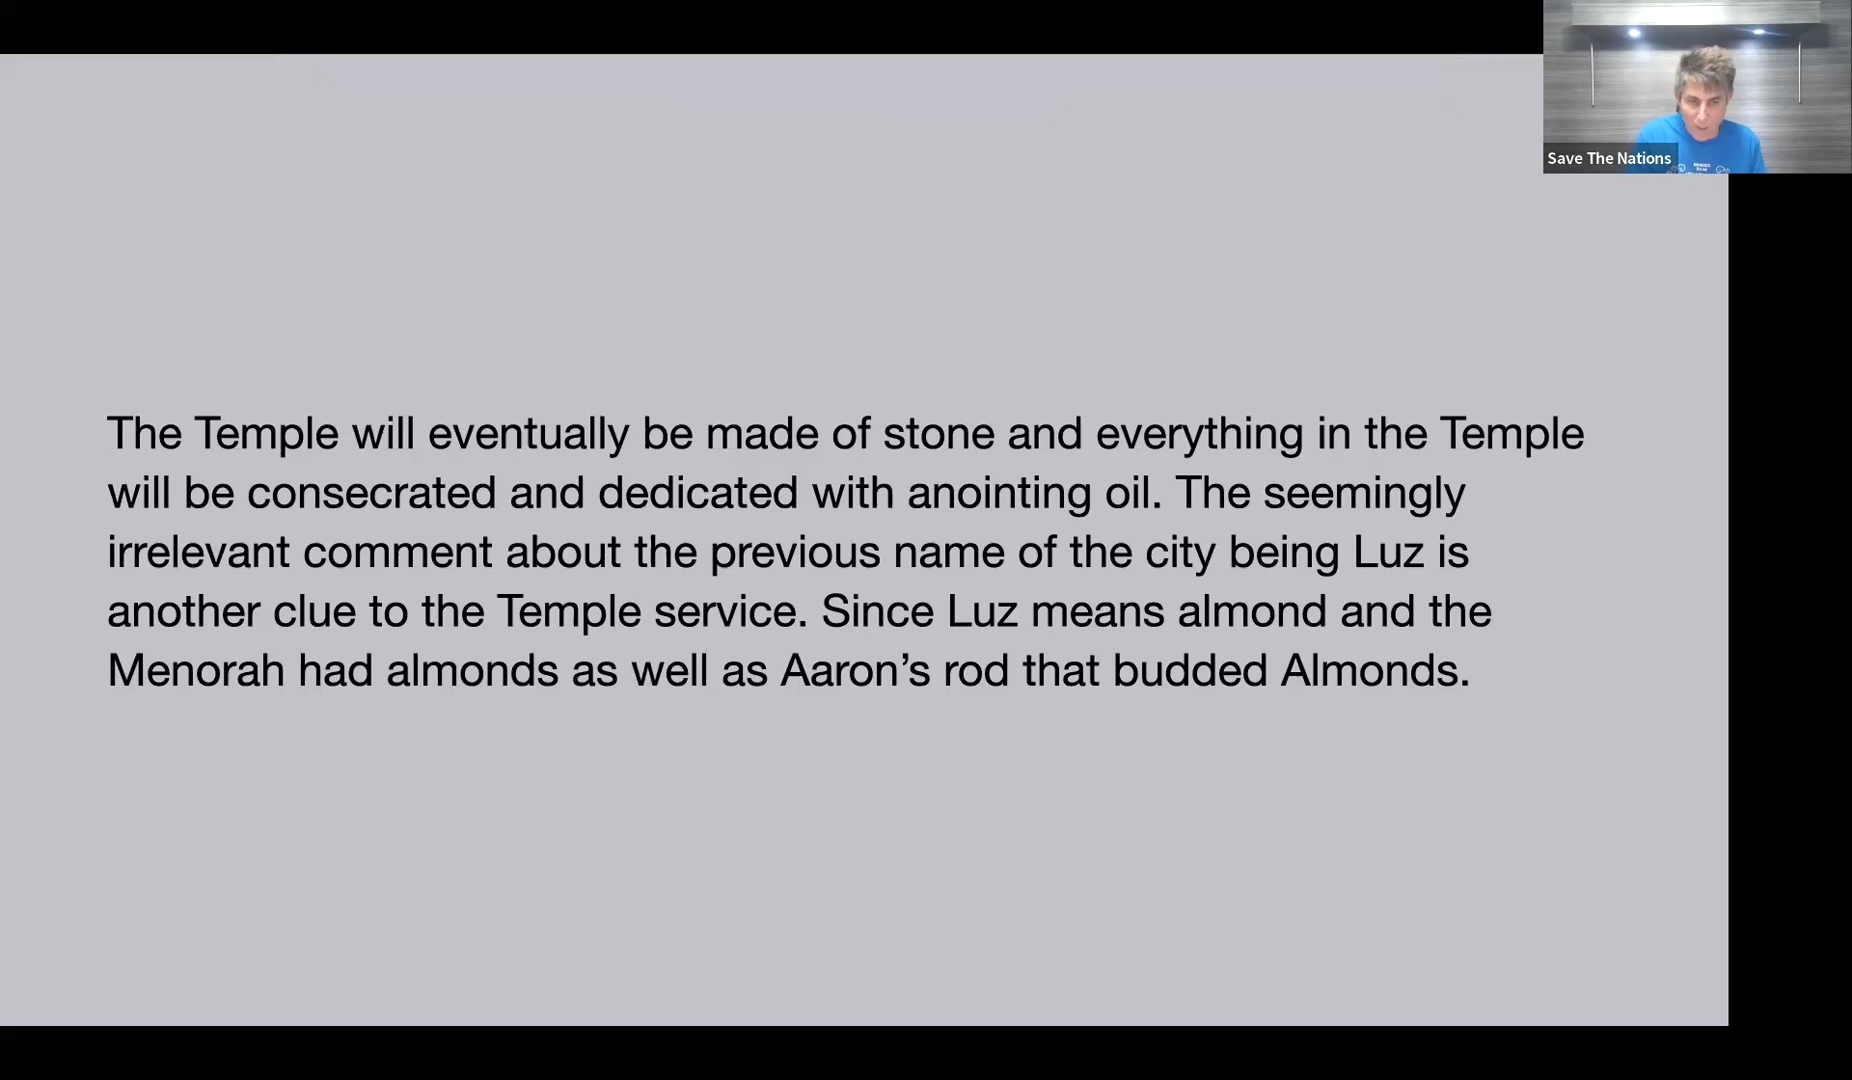 Save The Nations
The Temple will eventually be made of stone and everything in the Temple
will be consecrated and dedicated with anointing oil. The seemingly
irrelevant comment about the previous name of the city being Luz is
another clue to the Temple service. Since Luz means almond and the
Menorah had almonds as well as Aaron’s rod that budded Almonds.